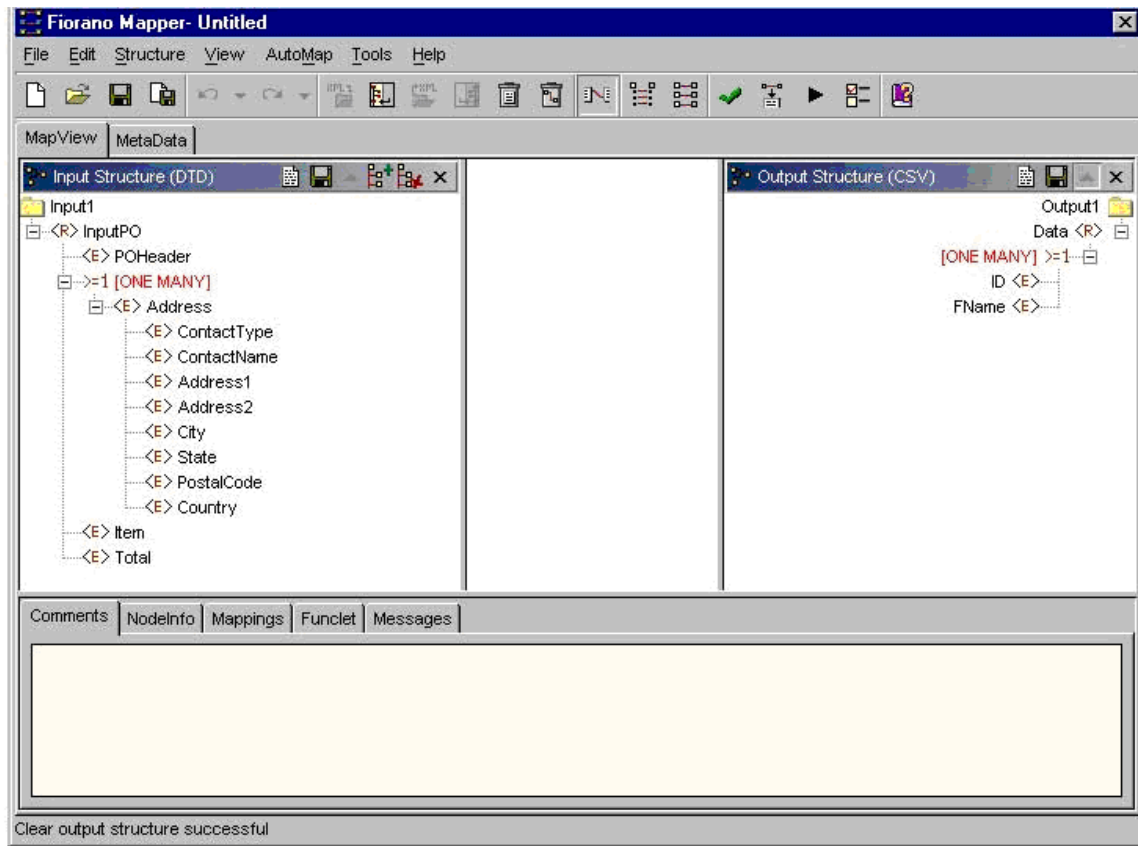 Fiorano Mapper- Untitled
File Edit Structure View AutoMap Tools Help
MapView MetaData
Input Structure (DTD)
Input1
<R> InputPO
<E> POHeader
>=1 [ONE MANY]
<E> Address
<E> ContactType
<E> ContactName
<E> Address1
<E> Address2
<E> City
<E> State
<E> PostalCode
<E> Country
<E> Item
<E> Total
Output Structure (CSV)
Output1
Data <R>
[ONE MANY] >=1
ID <E>
FName <E>
Comments NodeInfo Mappings Funclet Messages
Clear output structure successful